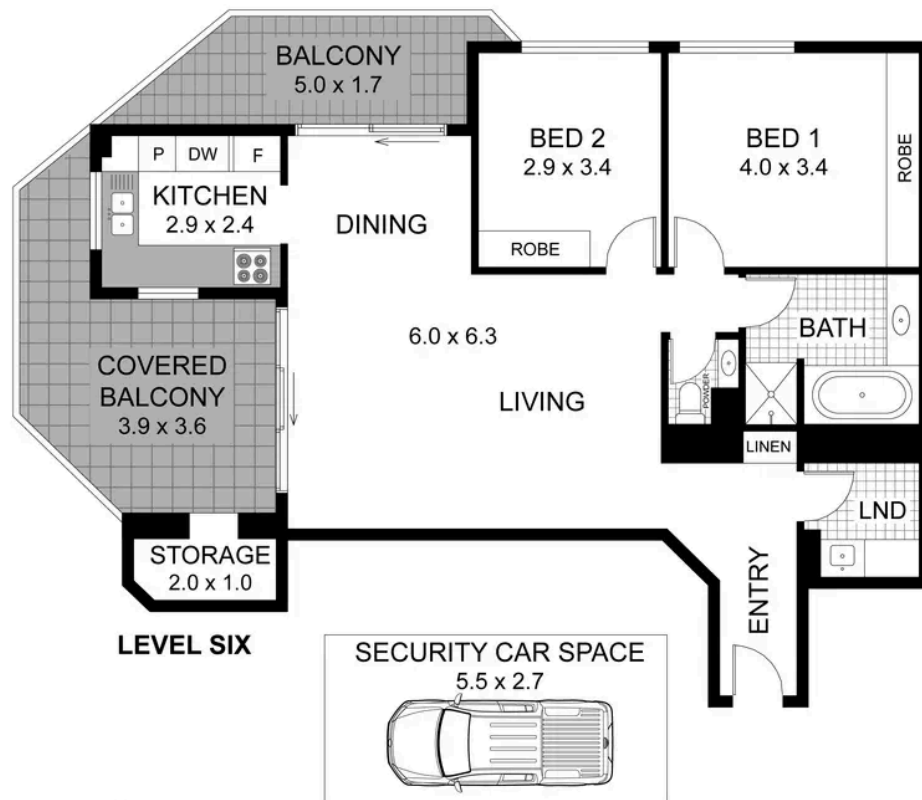 BALCONY
5.0 x 1.7
BED 2
2.9 x 3.4
BED 1
4.0 x 3.4
ROBE
P
DW
F
KITCHEN
2.9 x 2.4
DINING
ROBE
6.0 x 6.3
BATH
COVERED
BALCONY
3.9 x 3.6
LIVING
POWDER
LINEN
LND
STORAGE
2.0 x 1.0
ENTRY
LEVEL SIX
SECURITY CAR SPACE
5.5 x 2.7